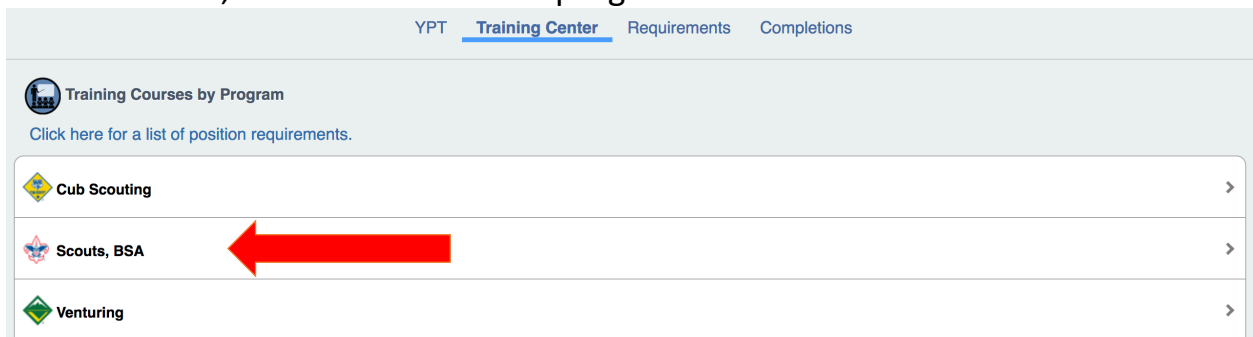 YPT Training Center Requirements Completions
Training Courses by Program
Click here for a list of position requirements.
Cub Scouting
Scouts, BSA
Venturing